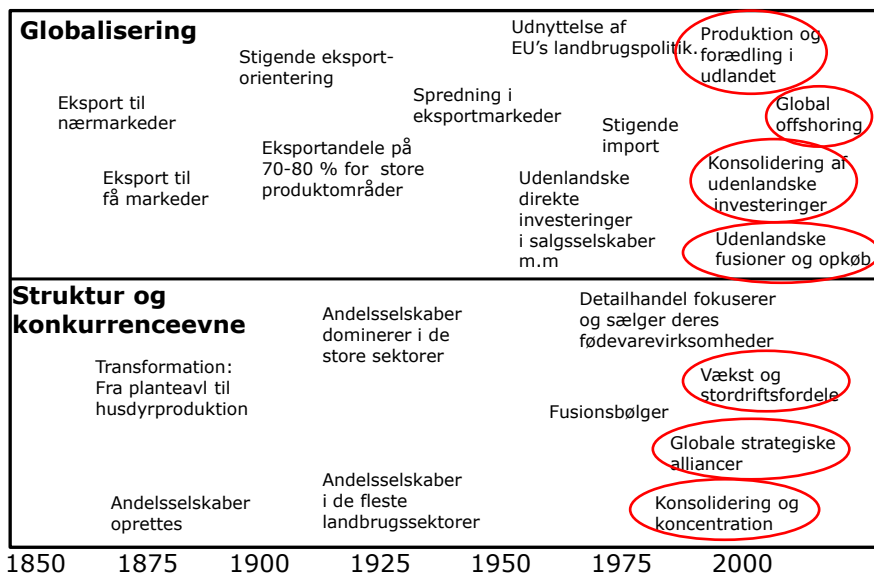 Globalisering
Eksport til
nærmarkeder
Eksport til
få markeder
Stigende eksport-
orientering
Eksportandele på
70-80 % for store
produktområder
Spredning i
eksportmarkeder
Udnyttelse af
EU’s landbrugspolitik.
Udenlandske
direkte
investeringer
i salgsselskaber
m.m
Stigende
import
Produktion og
forædling i
udlandet
Global
offshoring
Konsolidering af
udenlandske
investeringer
Udenlandske
fusioner og opkøb
Struktur og
konkurrenceevne
Transformation:
Fra planteavl til
husdyrproduktion
Andelsselskaber
oprettes
Andelsselskaber
dominerer i de
store sektorer
Andelsselskaber
i de fleste
landbrugssektorer
Detailhandel fokuserer
og sælger deres
fødevarevirksomheder
Fusionsbølger
Vækst og
stordriftsfordele
Globale strategiske
alliancer
Konsolidering og
koncentration
1850 1875 1900 1925 1950 1975 2000